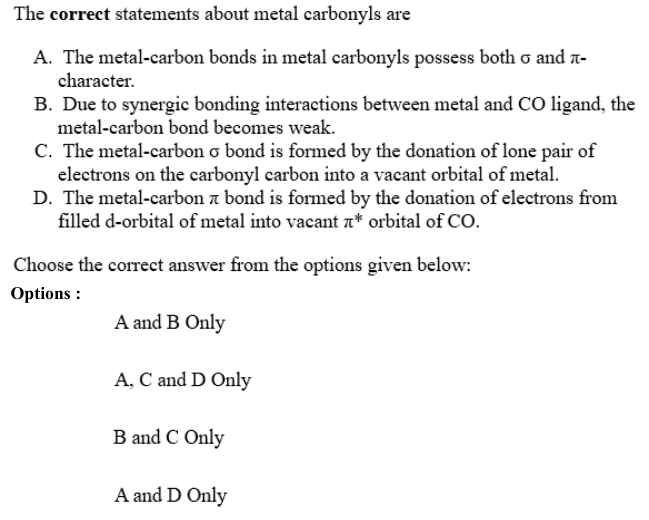 The correct statements about metal carbonyls are
A. The metal-carbon bonds in metal carbonyls possess both σ and π-
character.
B. Due to synergic bonding interactions between metal and CO ligand, the
metal-carbon bond becomes weak.
C. The metal-carbon σ bond is formed by the donation of lone pair of
electrons on the carbonyl carbon into a vacant orbital of metal.
D. The metal-carbon π bond is formed by the donation of electrons from
filled d-orbital of metal into vacant π* orbital of CO.
Choose the correct answer from the options given below:
Options :
A and B Only
A, C and D Only
B and C Only
A and D Only